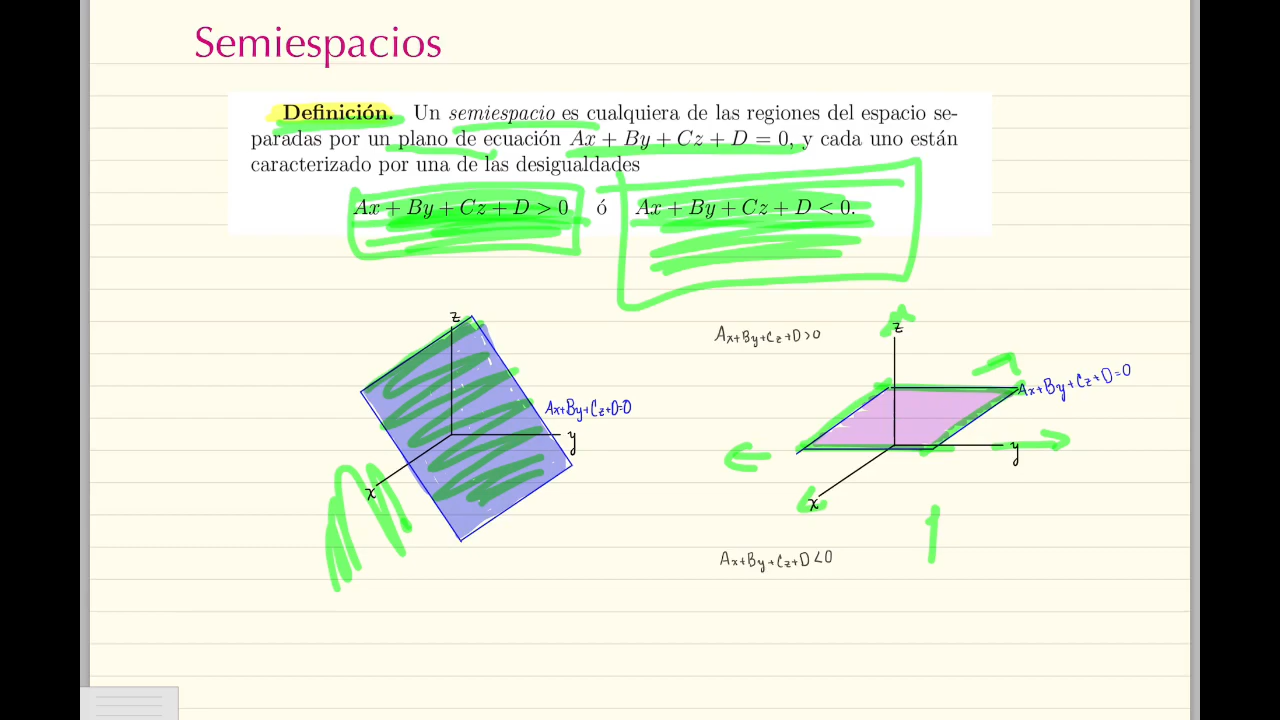 Semiespacios
Definición. Un semiespacio es cualquiera de las regiones del espacio se-
paradas por un plano de ecuación Ax + By + Cz + D = 0, y cada uno están
caracterizado por una de las desigualdades
Ax + By + Cz + D > 0 ó Ax + By + Cz + D < 0.
z
Ax+By+Cz+D=0
y
x
Ax+By+Cz+D>0
z
Ax+By+Cz+D=0
y
x
Ax+By+Cz+D<0